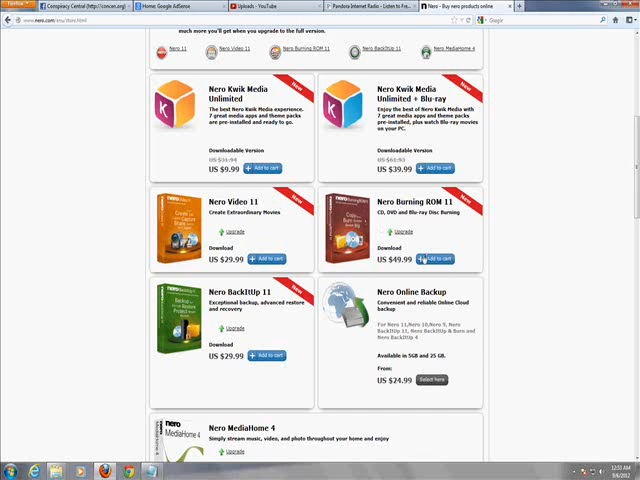 Firefox
Conspiracy Central (http://concen.org)
Home: Google AdSense
Uploads - YouTube
Pandora Internet Radio - Listen to Fre...
Nero - Buy nero products online
www.nero.com/enu/store.html
Google
much more you'll get when you upgrade to the full version.
Nero 11
Nero Video 11
Nero Burning ROM 11
Nero BackItUp 11
Nero MediaHome 4
New
Nero Kwik Media
Unlimited
The best Nero Kwik Media experience.
7 great media apps and theme packs
are pre-installed and ready to go.
Downloadable Version
US $31.94
US $9.99
Add to cart
New
Nero Kwik Media
Unlimited + Blu-ray
Enjoy the best of Nero Kwik Media with
7 great media apps and theme packs
pre-installed, plus watch Blu-ray movies
on your PC.
Downloadable Version
US $61.93
US $39.99
Add to cart
New
Nero Video 11
Create Extraordinary Movies
Upgrade
Download
US $29.99
Add to cart
New
Nero Burning ROM 11
CD, DVD and Blu-ray Disc Burning
Upgrade
Download
US $49.99
Add to cart
New
Nero BackItUp 11
Exceptional backup, advanced restore
and recovery
Upgrade
Download
US $29.99
Add to cart
Nero Online Backup
Convenient and reliable Online Cloud
backup
For Nero 11,Nero 10,Nero 9, Nero
BackItUp 11, Nero BackItUp & Burn and
Nero BackItUp 4
Available in 5GB and 25 GB.
From:
US $24.99
Select here
nero
MediaHome 4
Nero MediaHome 4
Simply stream music, video, and photo throughout your home and enjoy
Upgrade
12:51 AM
9/6/2012